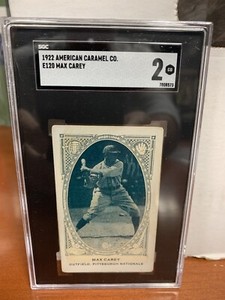 SGC
1922 AMERICAN CARAMEL CO.
E120 MAX CAREY
2
MAX CAREY
OUTFIELD, PITTSBURGH NATIONALS